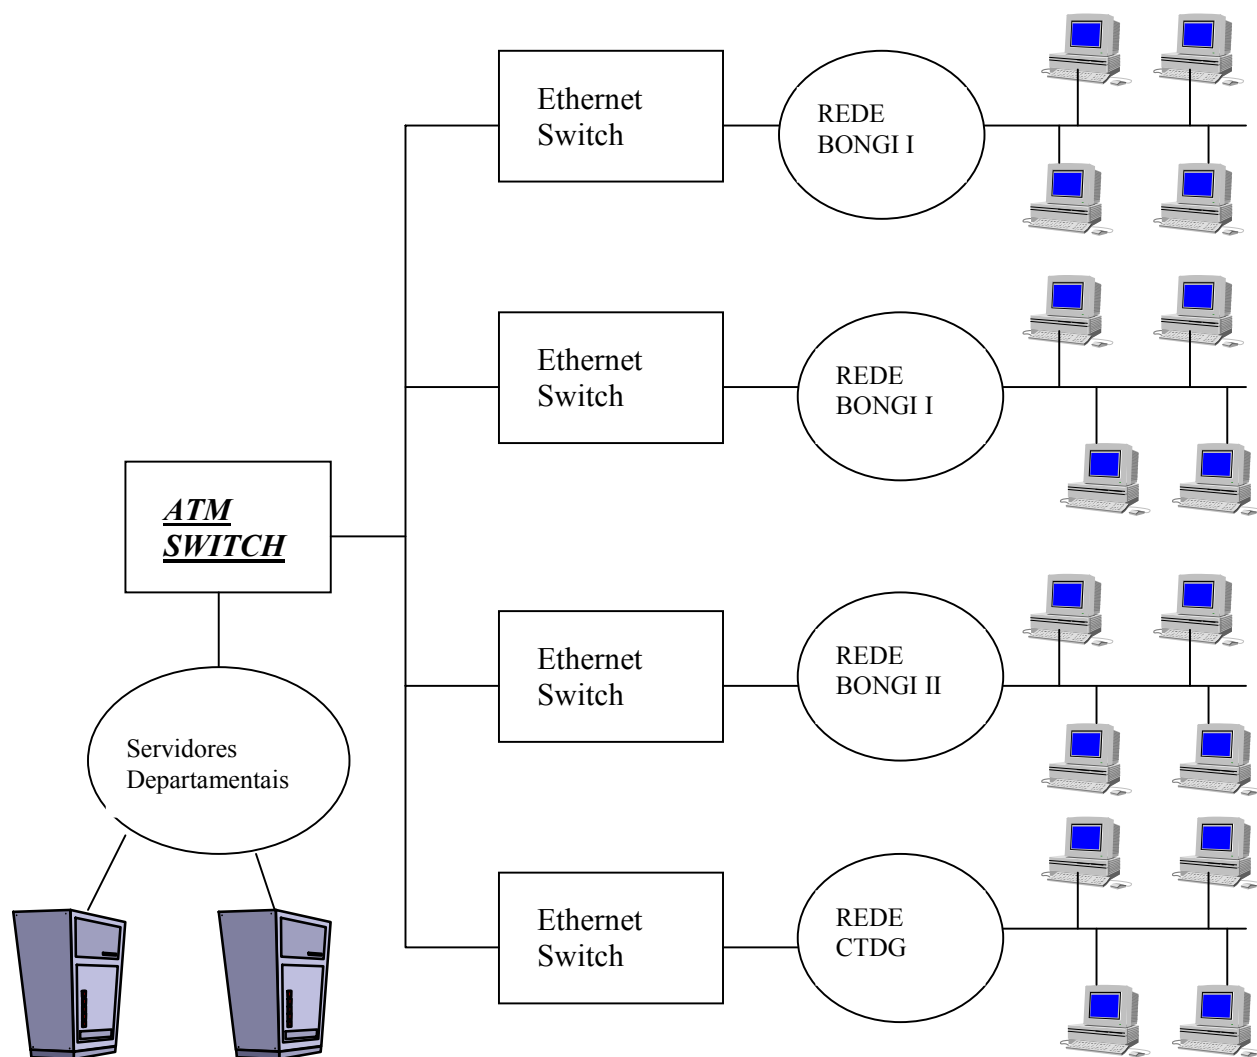 Ethernet
Switch
REDE
BONGI I
Ethernet
Switch
REDE
BONGI I
ATM
SWITCH
Ethernet
Switch
REDE
BONGI II
Servidores
Departamentais
Ethernet
Switch
REDE
CTDG